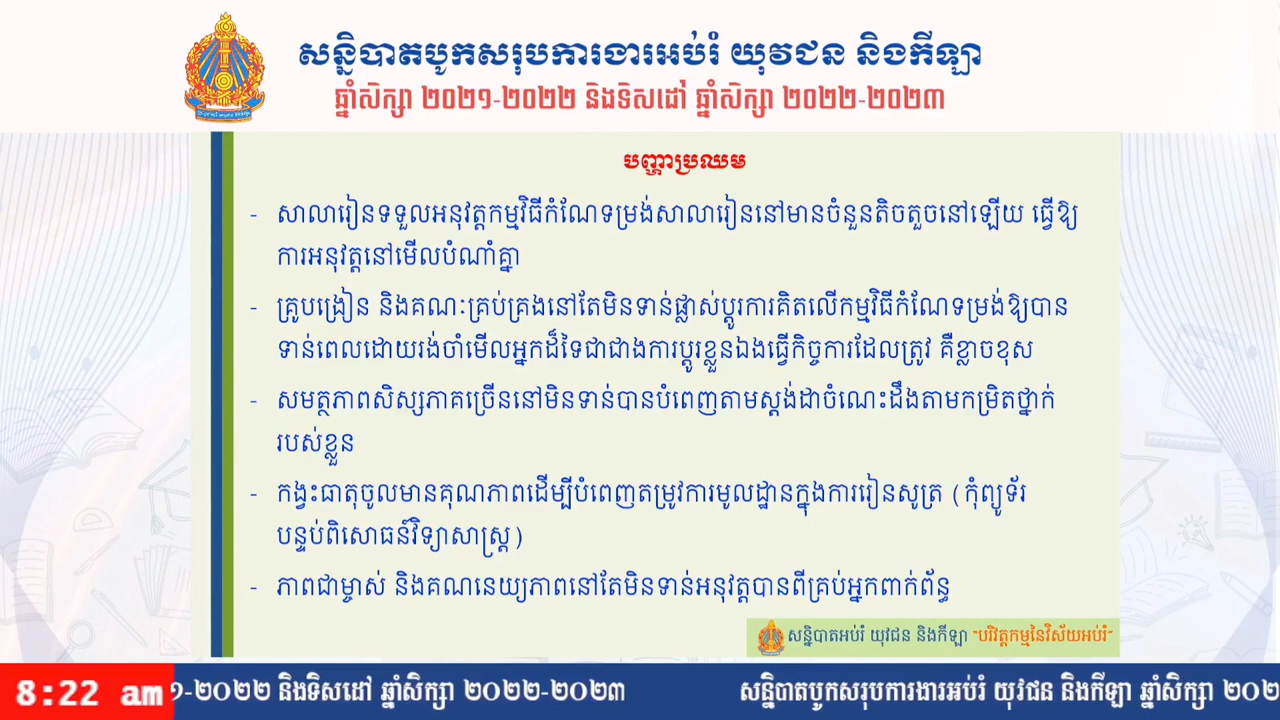 សន្និបាតបូកសរុបការងារអប់រំ យុវជន និងកីឡា
ឆ្នាំសិក្សា ២០២១-២០២២ និងទិសដៅ ឆ្នាំសិក្សា ២០២២-២០២៣
បញ្ហាប្រឈម
- សាលារៀនទទួលអនុវត្តកម្មវិធីកំណែទម្រង់សាលារៀននៅមានចំនួនតិចតួចនៅឡើយ ធ្វើឱ្យ
ការអនុវត្តនៅមើលបំណាំគ្នា
- គ្រូបង្រៀន និងគណៈគ្រប់គ្រងនៅតែមិនទាន់ផ្លាស់ប្តូរការគិតលើកម្មវិធីកំណែទម្រង់ឱ្យបាន
ទាន់ពេលដោយរង់ចាំមើលអ្នកដ៏ទៃជាជាងការប្តូរខ្លួនឯងធ្វើកិច្ចការដែលត្រូវ គឺខ្លាចខុស
- សមត្ថភាពសិស្សភាគច្រើននៅមិនទាន់បានបំពេញតាមស្តង់ដាចំណេះដឹងតាមកម្រិតថ្នាក់
របស់ខ្លួន
- កង្វះធាតុចូលមានគុណភាពដើម្បីបំពេញតម្រូវការមូលដ្ឋានក្នុងការរៀនសូត្រ (កុំព្យូទ័រ
បន្ទប់ពិសោធន៍វិទ្យាសាស្ត្រ)
- ភាពជាម្ចាស់ និងគណនេយ្យភាពនៅតែមិនទាន់អនុវត្តបានពីគ្រប់អ្នកពាក់ព័ន្ធ
សន្និបាតអប់រំ យុវជន និងកីឡា "បរិវត្តកម្មនៃវិស័យអប់រំ"
8:22 am ១-២០២២ និងទិសដៅ ឆ្នាំសិក្សា ២០២២-២០២៣ សន្និបាតបូកសរុបការងារអប់រំ យុវជន និងកីឡា ឆ្នាំសិក្សា ២០២